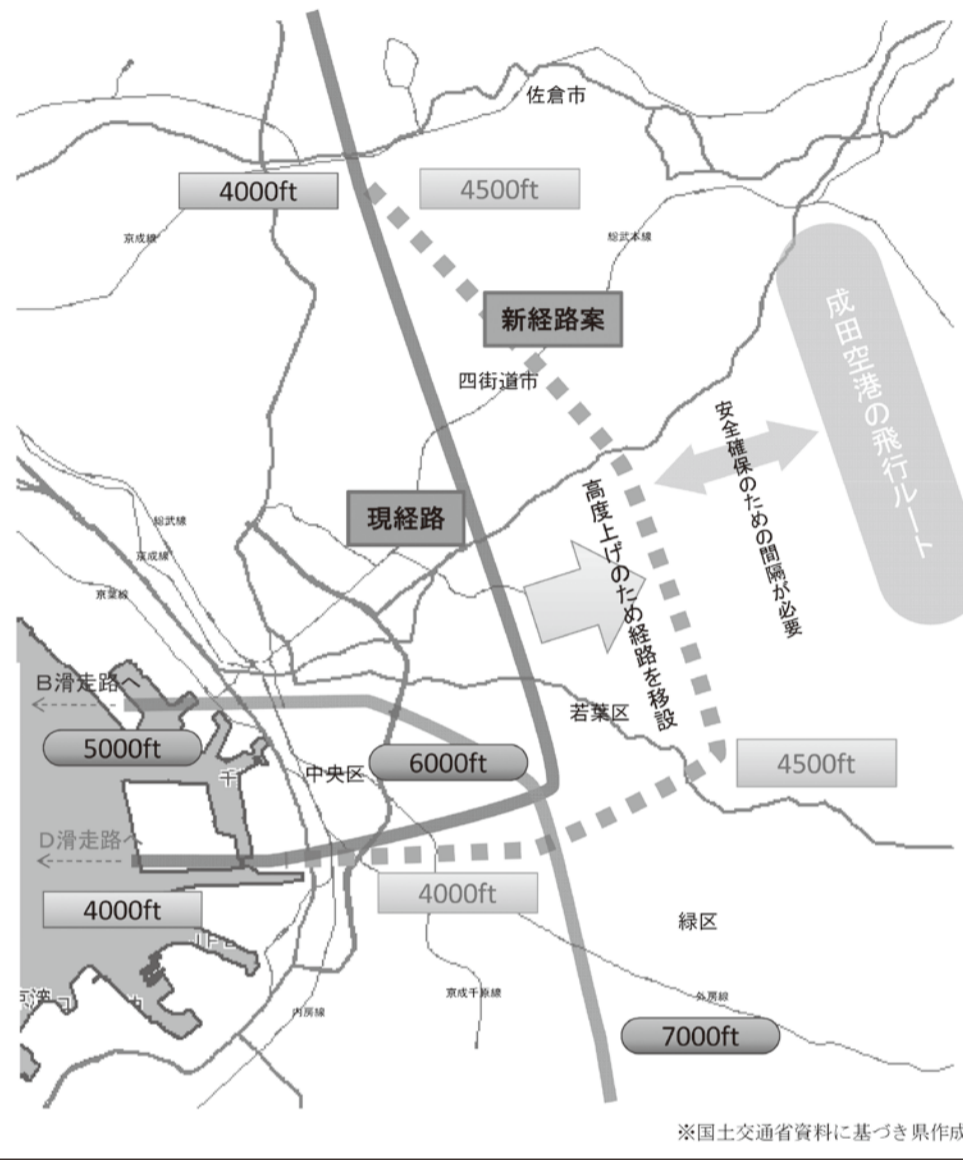 佐倉市
4000ft
4500ft
京成線
総武本線
新経路案
成田空港の飛行ルート
四街道市
安全確保のための間隔が必要
現経路
高度上げのため経路を移設
総武線
京成線
京葉線
B滑走路へ
若葉区
5000ft
千
中央区
6000ft
4500ft
D滑走路へ
4000ft
4000ft
緑区
京成千原線
外房線
内房線
7000ft
※国土交通省資料に基づき県作成